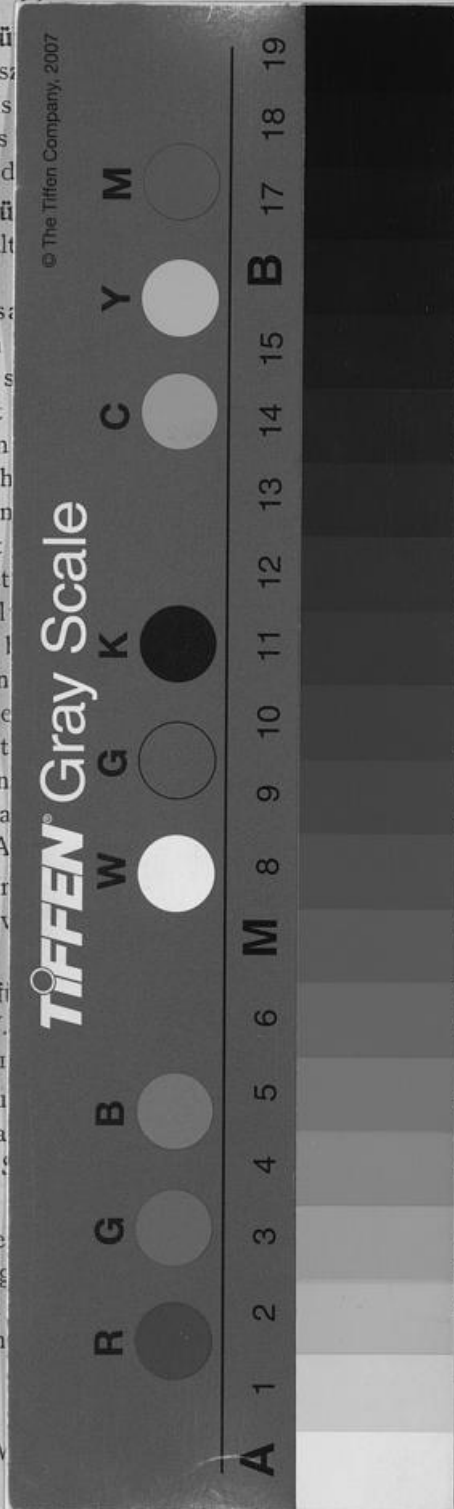 © The Tiffen Company, 2007
TIFFEN® Gray Scale
R G B W G K C Y M
A 1 2 3 4 5 6 M 8 9 10 11 12 13 14 15 B 17 18 19